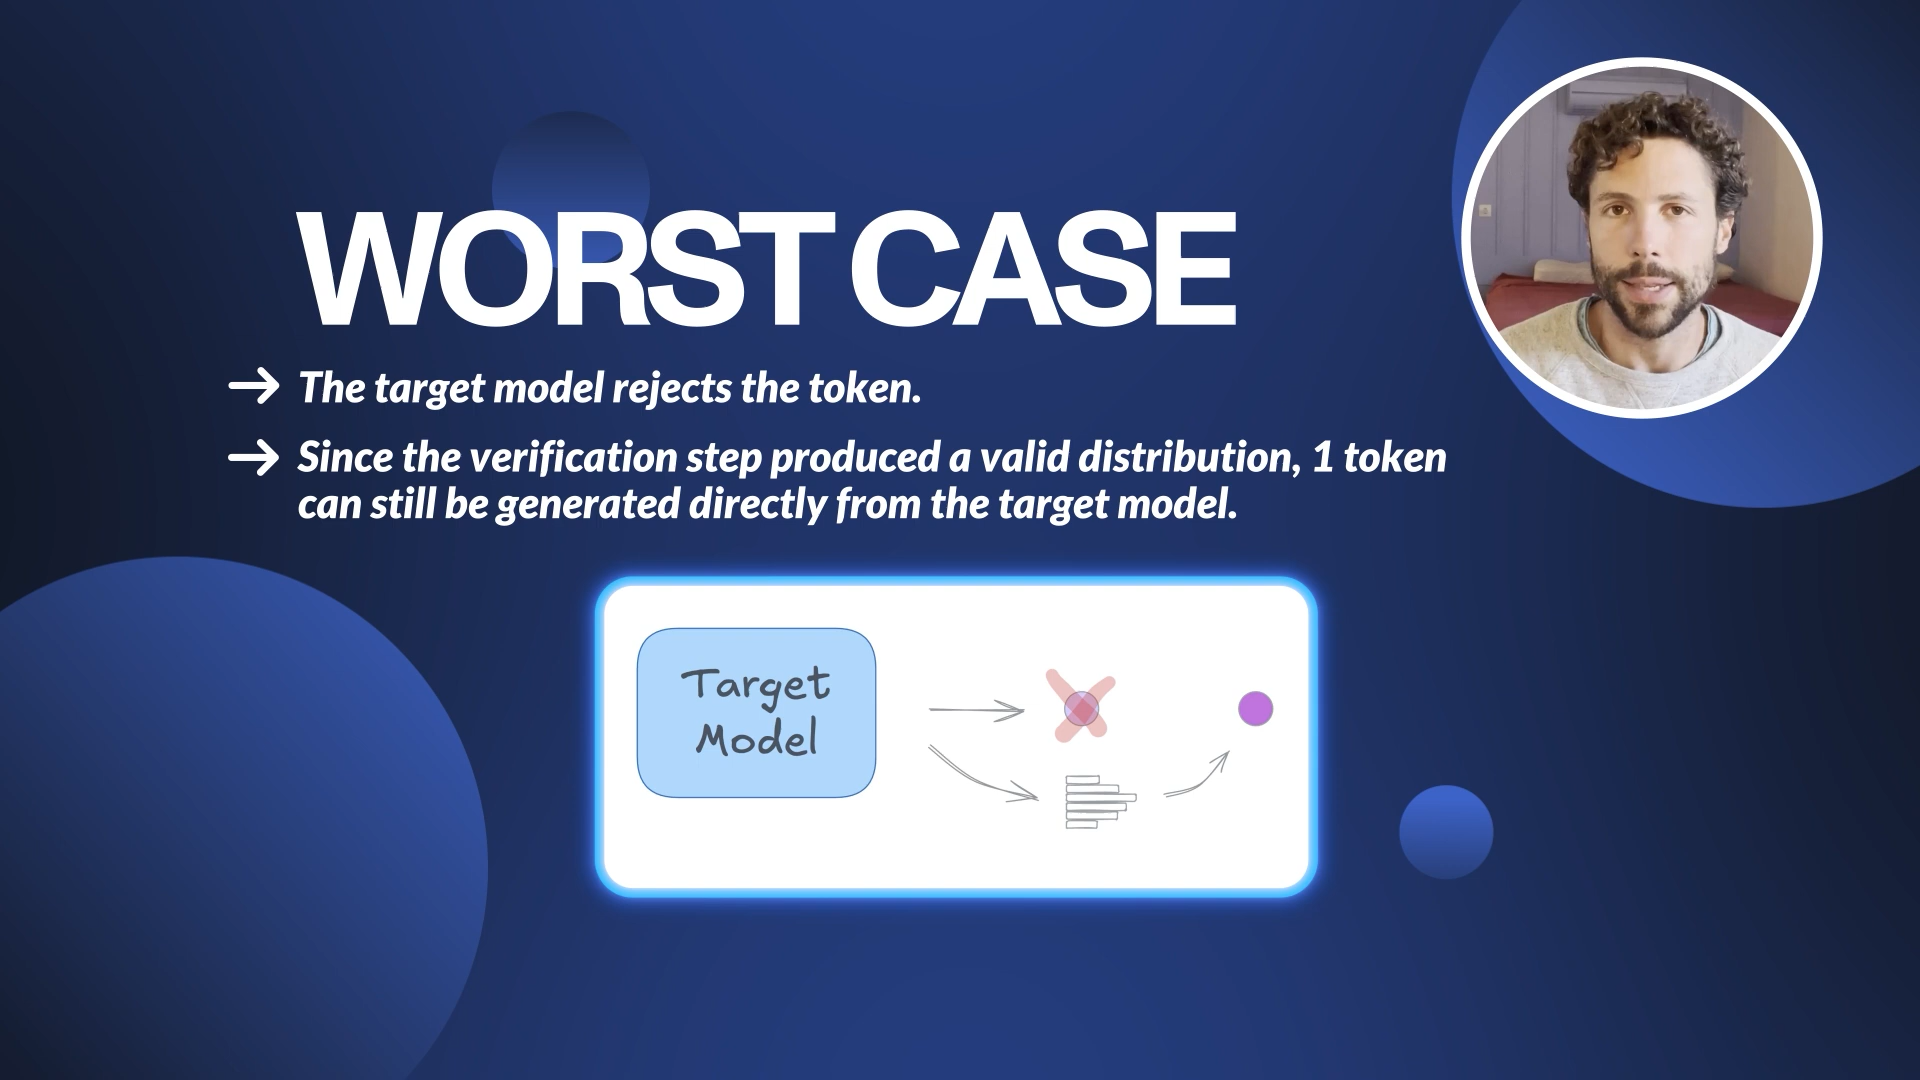 WORST CASE
The target model rejects the token.
Since the verification step produced a valid distribution, 1 token
can still be generated directly from the target model.
Target
Model